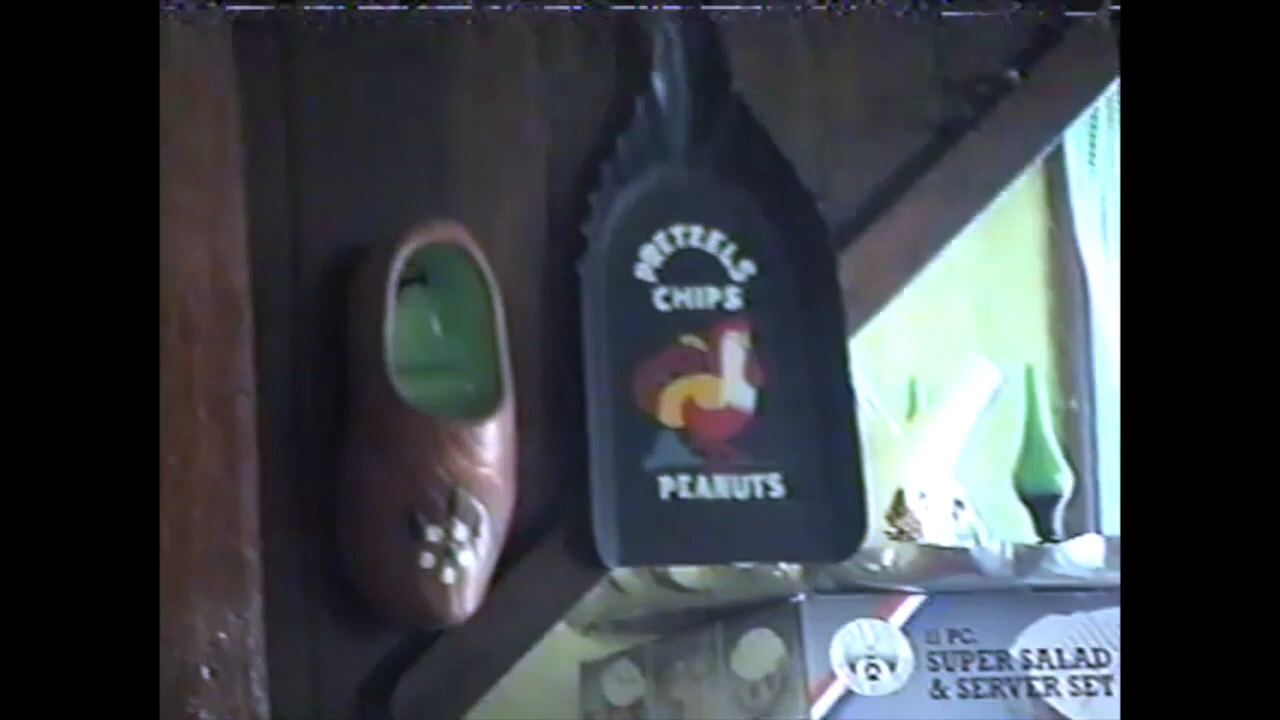 PRETZELS
CHIPS
PEANUTS
11 PC.
SUPER SALAD
& SERVER SET